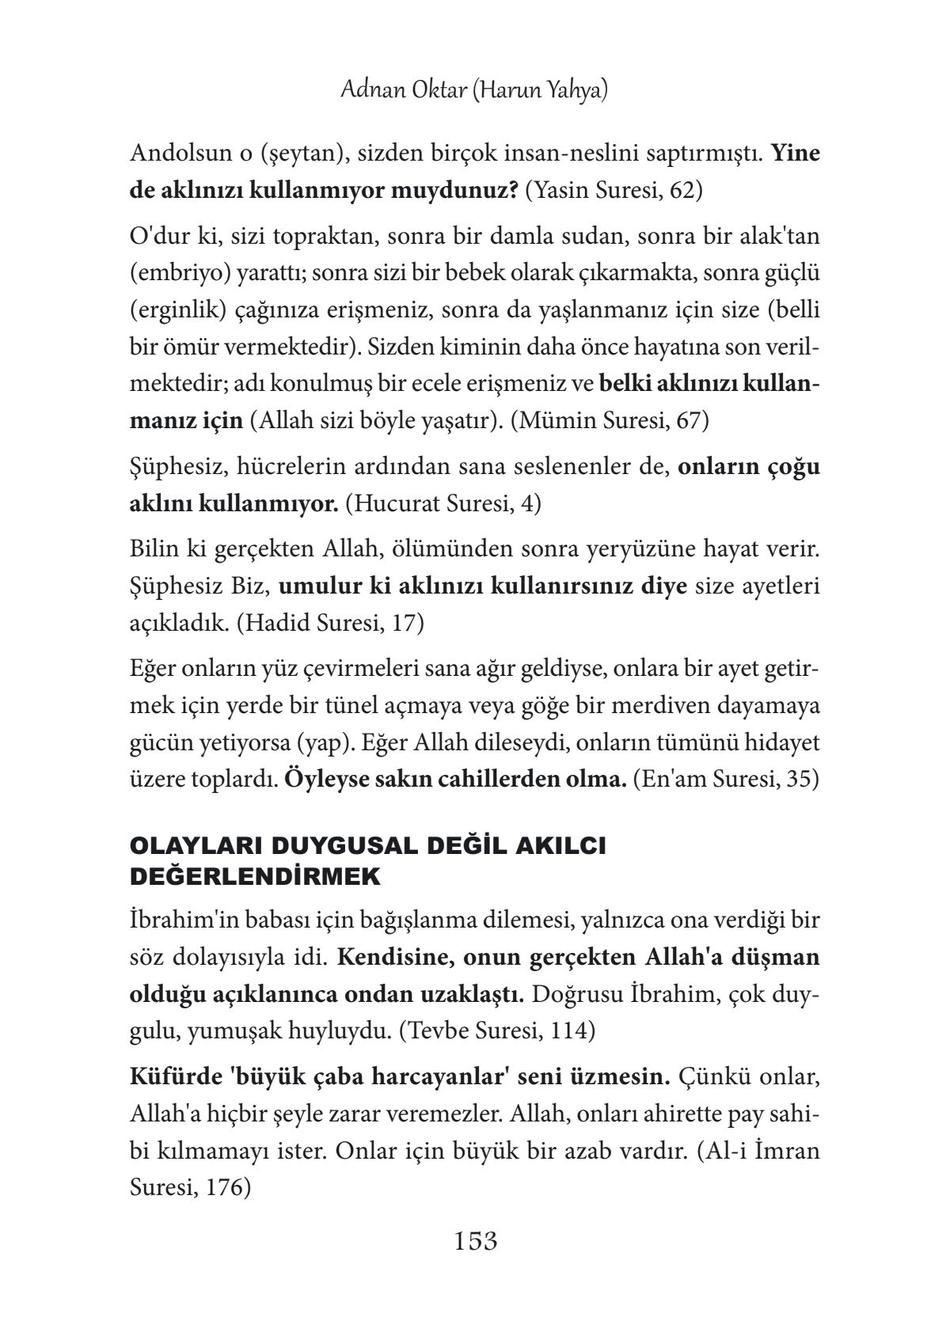 Adnan Oktar (Harun Yahya)
Andolsun o (şeytan), sizden birçok insan-neslini saptırmıştı. Yine
de aklınızı kullanmıyor muydunuz? (Yasin Suresi, 62)
O'dur ki, sizi topraktan, sonra bir damla sudan, sonra bir alak'tan
(embriyo) yarattı; sonra sizi bir bebek olarak çıkarmakta, sonra güçlü
(erginlik) çağınıza erişmeniz, sonra da yaşlanmanız için size (belli
bir ömür vermektedir). Sizden kiminin daha önce hayatına son veril-
mektedir; adı konulmuş bir ecele erişmeniz ve belki aklınızı kullan-
manız için (Allah sizi böyle yaşatır). (Mümin Suresi, 67)
Şüphesiz, hücrelerin ardından sana seslenenler de, onların çoğu
aklını kullanmıyor. (Hucurat Suresi, 4)
Bilin ki gerçekten Allah, ölümünden sonra yeryüzüne hayat verir.
Şüphesiz Biz, umulur ki aklınızı kullanırsınız diye size ayetleri
açıkladık. (Hadid Suresi, 17)
Eğer onların yüz çevirmeleri sana ağır geldiyse, onlara bir ayet getir-
mek için yerde bir tünel açmaya veya göğe bir merdiven dayamaya
gücün yetiyorsa (yap). Eğer Allah dileseydi, onların tümünü hidayet
üzere toplardı. Öyleyse sakın cahillerden olma. (En'am Suresi, 35)
OLAYLARI DUYGUSAL DEĞİL AKILCI
DEĞERLENDİRMEK
İbrahim'in babası için bağışlanma dilemesi, yalnızca ona verdiği bir
söz dolayısıyla idi. Kendisine, onun gerçekten Allah'a düşman
olduğu açıklanınca ondan uzaklaştı. Doğrusu İbrahim, çok duy-
gulu, yumuşak huyluydu. (Tevbe Suresi, 114)
Küfürde 'büyük çaba harcayanlar' seni üzmesin. Çünkü onlar,
Allah'a hiçbir şeyle zarar veremezler. Allah, onları ahirette pay sahi-
bi kılmamayı ister. Onlar için büyük bir azab vardır. (Al-i İmran
Suresi, 176)
153